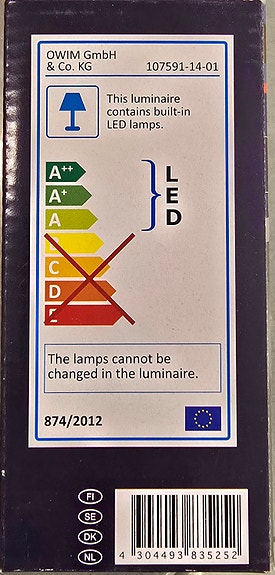 OWIM GmbH
& Co. KG 107591-14-01
This luminaire
contains built-in
LED lamps.
A++
A+
A
L
E
D
C
D
E
The lamps cannot be
changed in the luminaire.
874/2012
FI
SE
DK
NL
4 304493 835252